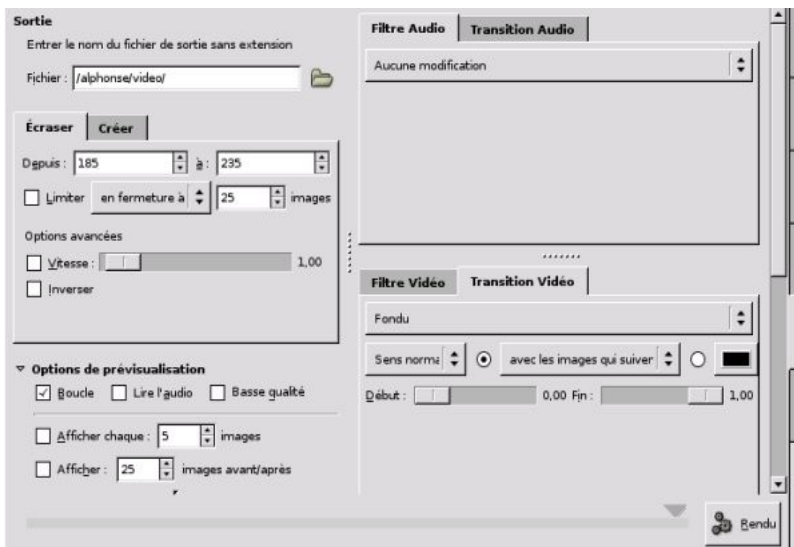 Sortie
Entrer le nom du fichier de sortie sans extension
Fichier : /alphonse/video/
Écraser Créer
Depuis : 185 à : 235
Limiter en fermeture à 25 images
Options avancées
Vitesse : 1,00
Inverser
Options de prévisualisation
Boucle Lire l'audio Basse qualité
Afficher chaque : 5 images
Afficher : 25 images avant/après
Filtre Audio Transition Audio
Aucune modification
Filtre Vidéo Transition Vidéo
Fondu
Sens norma avec les images qui suiver
Début : 0,00 Fin : 1,00
Rendu